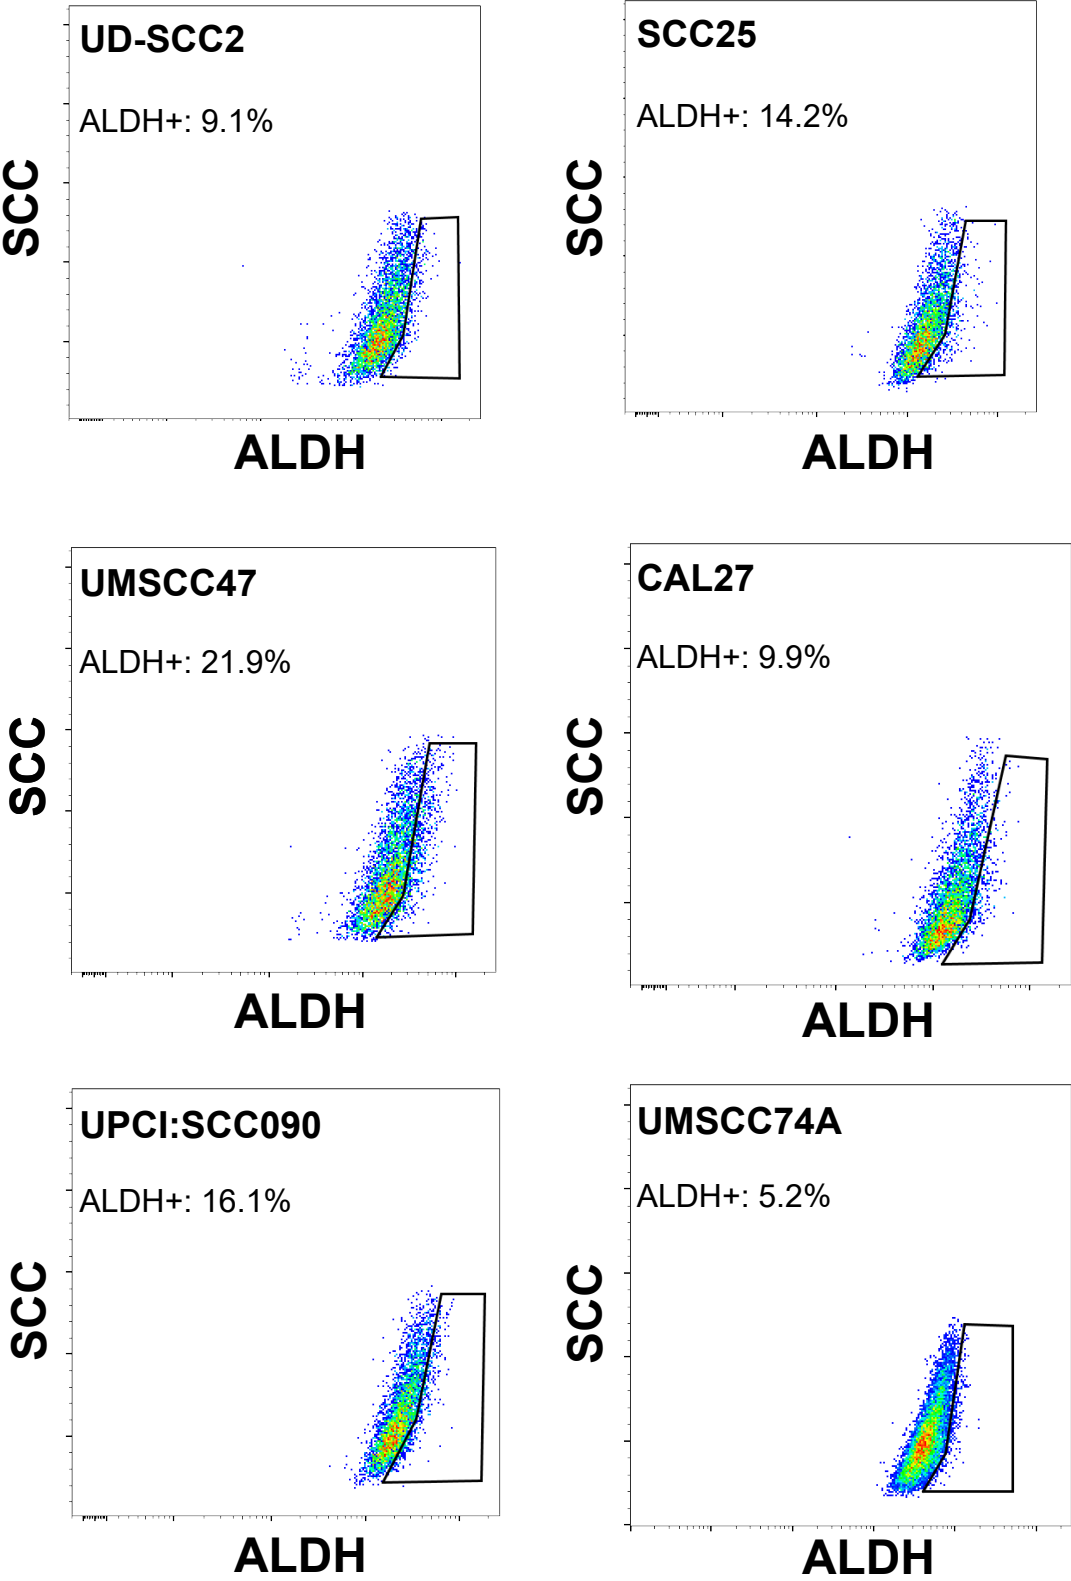 UD-SCC2
ALDH+: 9.1%
SCC
ALDH
SCC25
ALDH+: 14.2%
SCC
ALDH
UMSCC47
ALDH+: 21.9%
SCC
ALDH
CAL27
ALDH+: 9.9%
SCC
ALDH
UPCI:SCC090
ALDH+: 16.1%
SCC
ALDH
UMSCC74A
ALDH+: 5.2%
SCC
ALDH